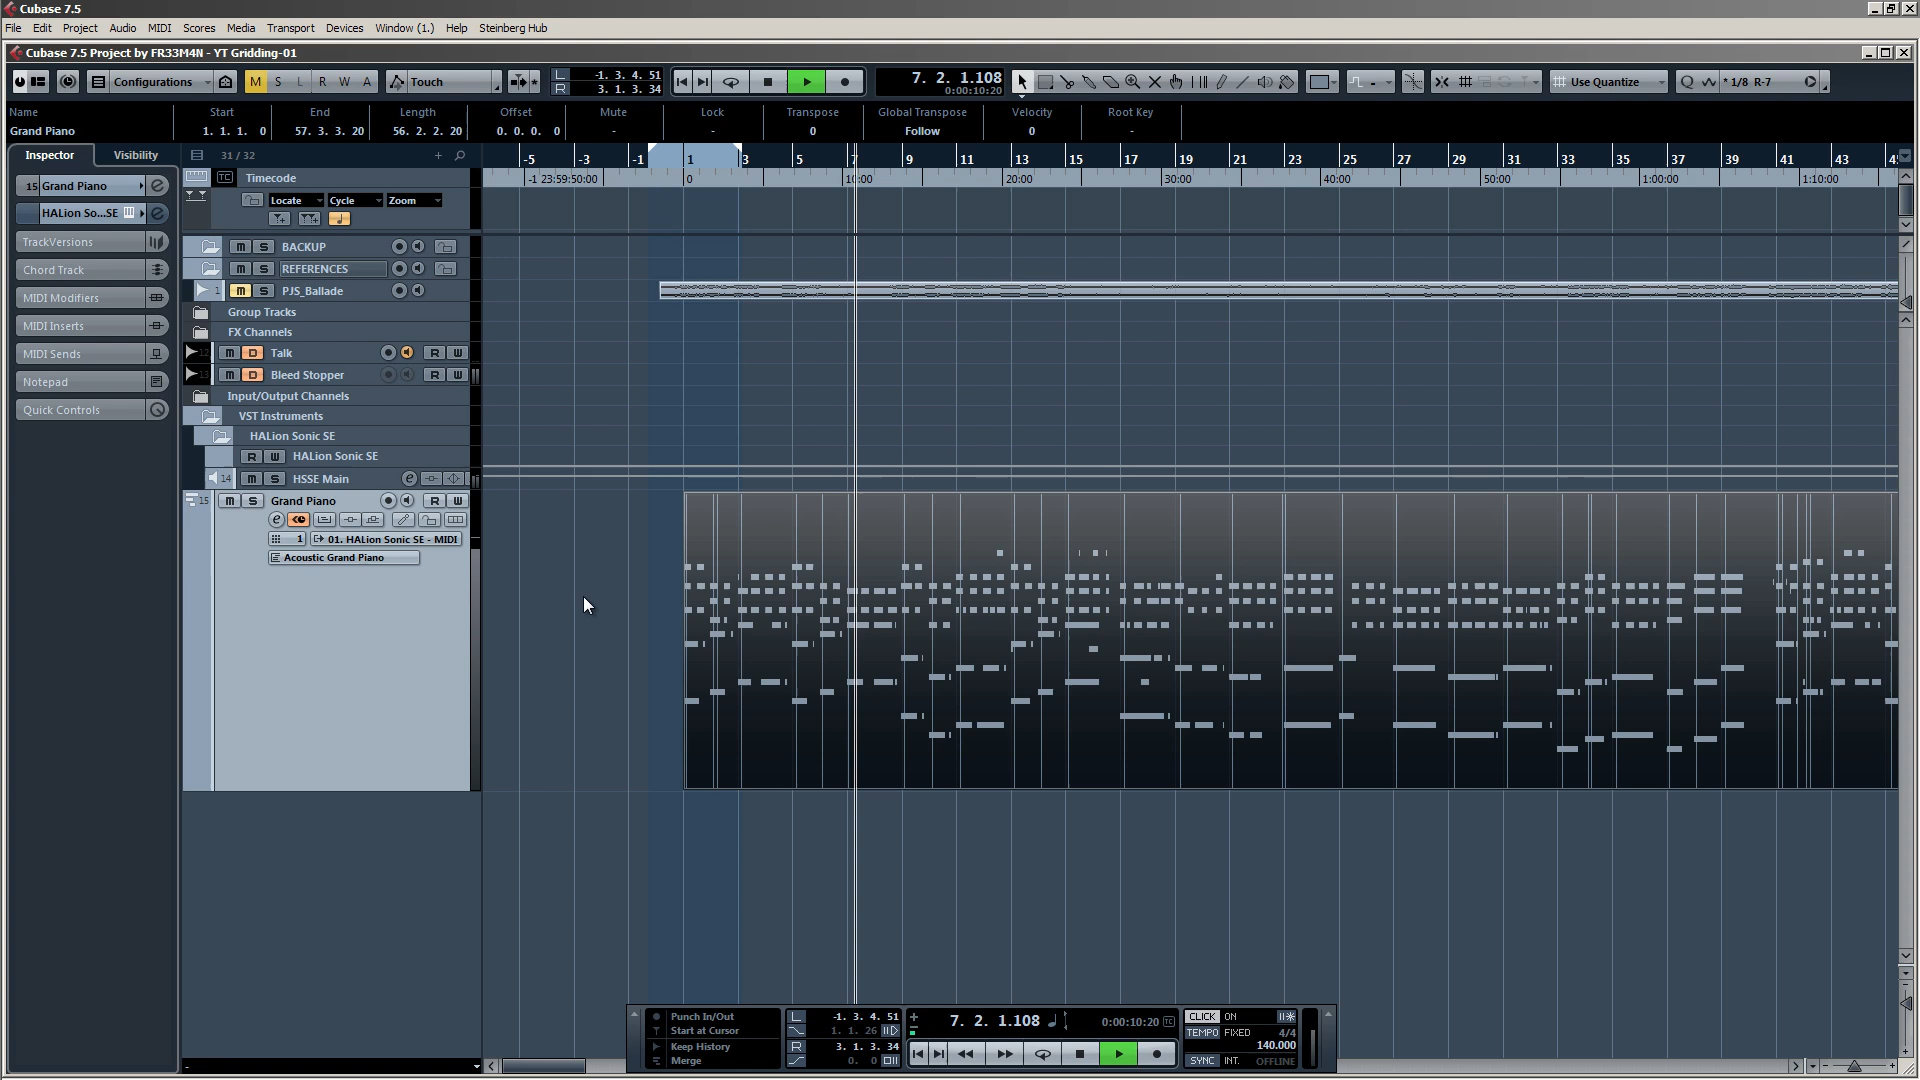 Cubase 7.5
File Edit Project Audio MIDI Scores Media Transport Devices Window (1.) Help Steinberg Hub
Cubase 7.5 Project by FR33M4N - YT Gridding-01
Configurations M S L R W A Touch L -1. 3. 4. 51 7. 2. 1.108 Use Quantize Q * 1/8 R-7
R 3. 1. 3. 34 0:00:10:20
Name Start End Length Offset Mute Lock Transpose Global Transpose Velocity Root Key
Grand Piano 1. 1. 1. 0 57. 3. 3. 20 56. 2. 2. 20 0. 0. 0. 0 - - 0 Follow 0 -
Inspector Visibility 31 / 32 -5 -3 -1 1 3 5 7 9 11 13 15 17 19 21 23 25 27 29 31 33 35 37 39 41 43
TC Timecode -1 23:59:50:00 0 10:00 20:00 30:00 40:00 50:00 1:00:00 1:10:00
15 Grand Piano
Locate Cycle Zoom
HALion So...SE
TrackVersions
m S BACKUP
Chord Track
m S REFERENCES
1 m S PJS_Ballade
MIDI Modifiers
Group Tracks
MIDI Inserts
FX Channels
MIDI Sends
12 m D Talk R W
13 m D Bleed Stopper R W
Notepad
Input/Output Channels
Quick Controls
VST Instruments
HALion Sonic SE
R W HALion Sonic SE
14 m S HSSE Main e
15 m S Grand Piano R W
e
1 01. HALion Sonic SE - MIDI
Acoustic Grand Piano
Punch In/Out L -1. 3. 4. 51 7. 2. 1.108 0:00:10:20 TC CLICK ON
Start at Cursor 1. 1. 1. 26 TEMPO FIXED 4/4
Keep History R 3. 1. 3. 34 140.000
Merge 0. 0 SYNC INT. OFFLINE